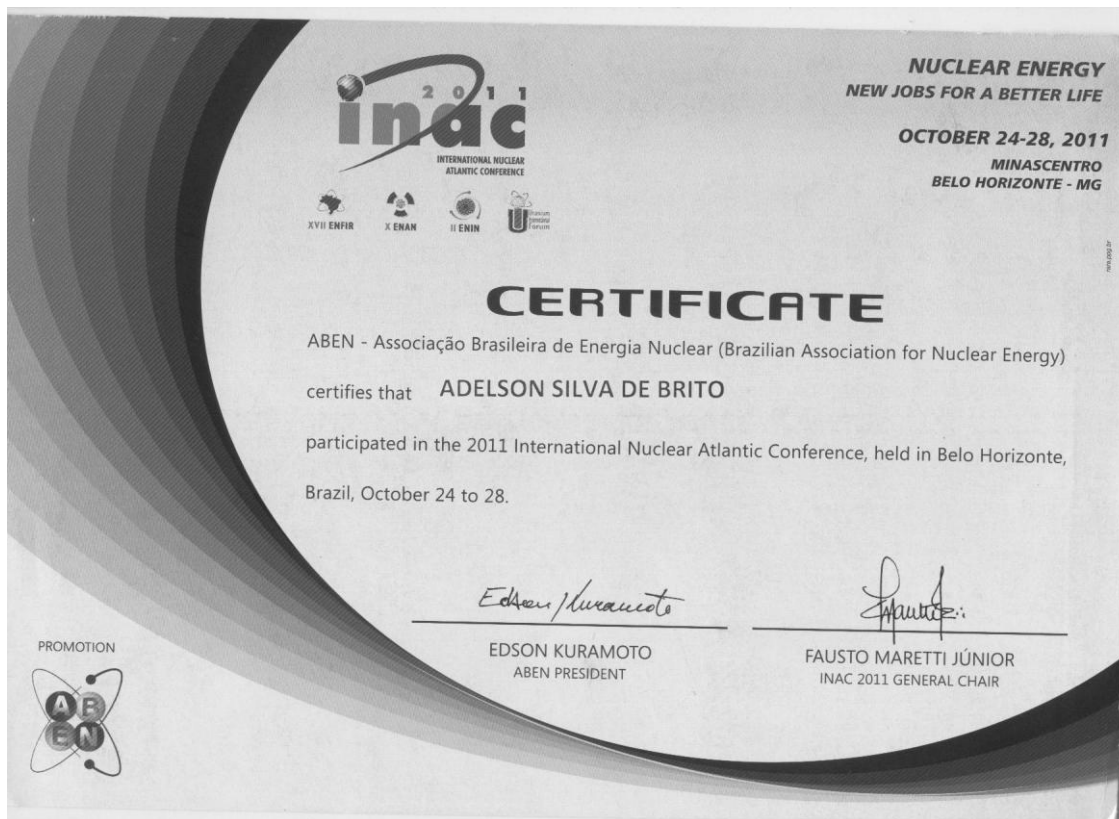 2011
inac
INTERNATIONAL NUCLEAR
ATLANTIC CONFERENCE
XVII ENFIR
X ENAN
II ENIN
NUCLEAR ENERGY
NEW JOBS FOR A BETTER LIFE
OCTOBER 24-28, 2011
MINASCENTRO
BELO HORIZONTE - MG
CERTIFICATE
ABEN - Associação Brasileira de Energia Nuclear (Brazilian Association for Nuclear Energy)
certifies that ADELSON SILVA DE BRITO
participated in the 2011 International Nuclear Atlantic Conference, held in Belo Horizonte,
Brazil, October 24 to 28.
Edson Kuramoto
EDSON KURAMOTO
ABEN PRESIDENT
FAUSTO MARETTI JÚNIOR
INAC 2011 GENERAL CHAIR
PROMOTION
AB
EN